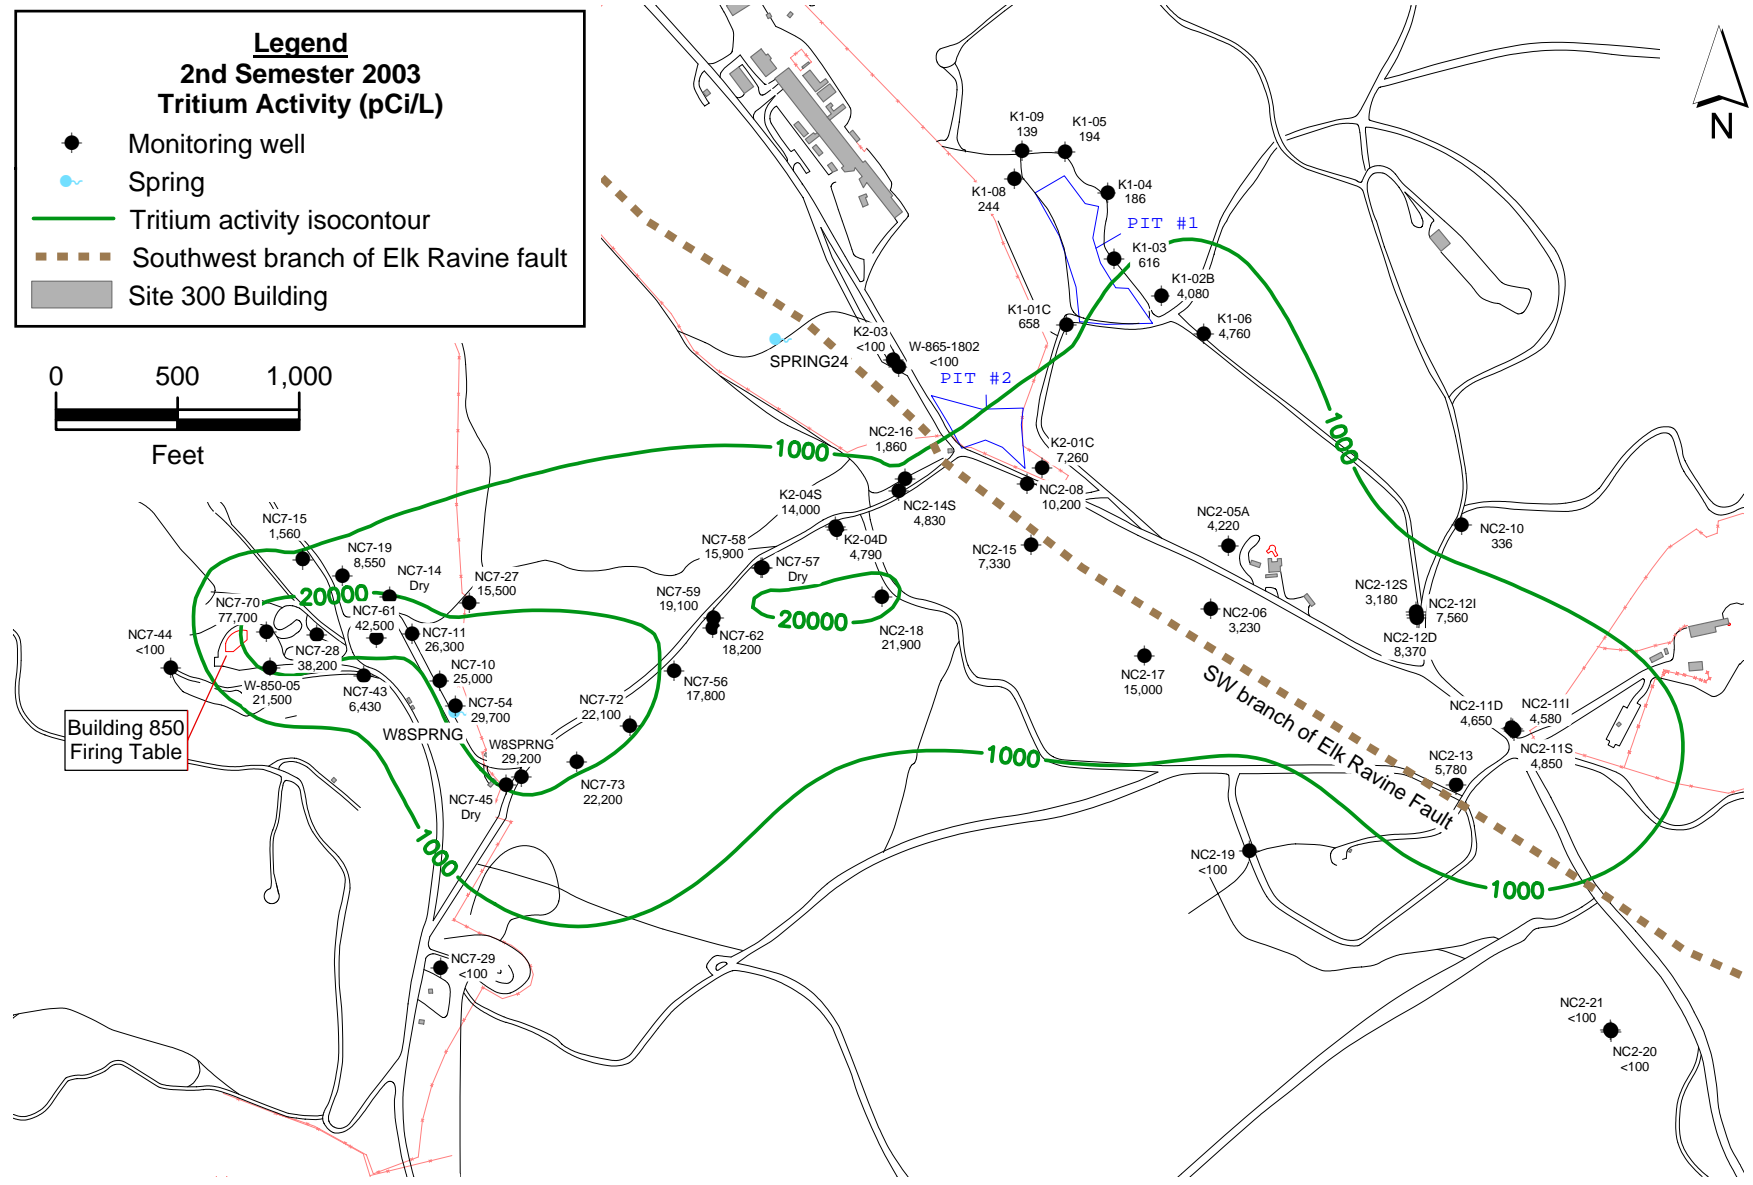 Legend
2nd Semester 2003
Tritium Activity (pCi/L)
Monitoring well
Spring
Tritium activity isocontour
Southwest branch of Elk Ravine fault
Site 300 Building
0 500 1,000
Feet
N
K1-09
139
K1-05
194
K1-08
244
K1-04
186
PIT #1
K1-03
616
K1-02B
4,080
K1-01C
658
K1-06
4,760
K2-03
<100
W-865-1802
<100
SPRING24
PIT #2
NC2-16
1,860
1000
1000
K2-01C
7,260
NC2-08
10,200
K2-04S
14,000
NC2-14S
4,830
K2-04D
4,790
NC2-15
7,330
NC2-05A
4,220
NC2-10
336
NC7-15
1,560
NC7-19
8,550
NC7-14
Dry
NC7-27
15,500
NC7-58
15,900
NC7-57
Dry
NC7-59
19,100
NC7-62
18,200
20000
20000
NC2-18
21,900
NC2-06
3,230
NC2-12S
3,180
NC2-12I
7,560
NC2-12D
8,370
NC7-70
77,700
NC7-61
42,500
NC7-11
26,300
NC7-44
<100
NC7-28
38,200
NC7-10
25,000
W-850-05
21,500
NC7-43
6,430
NC7-54
29,700
NC7-56
17,800
NC7-72
22,100
NC2-17
15,000
SW branch of Elk Ravine Fault
Building 850
Firing Table
W8SPRNG
W8SPRNG
29,200
NC7-73
22,200
NC7-45
Dry
1000
NC2-11D
4,650
NC2-11I
4,580
NC2-11S
4,850
NC2-13
5,780
1000
NC2-19
<100
1000
NC7-29
<100
NC2-21
<100
NC2-20
<100